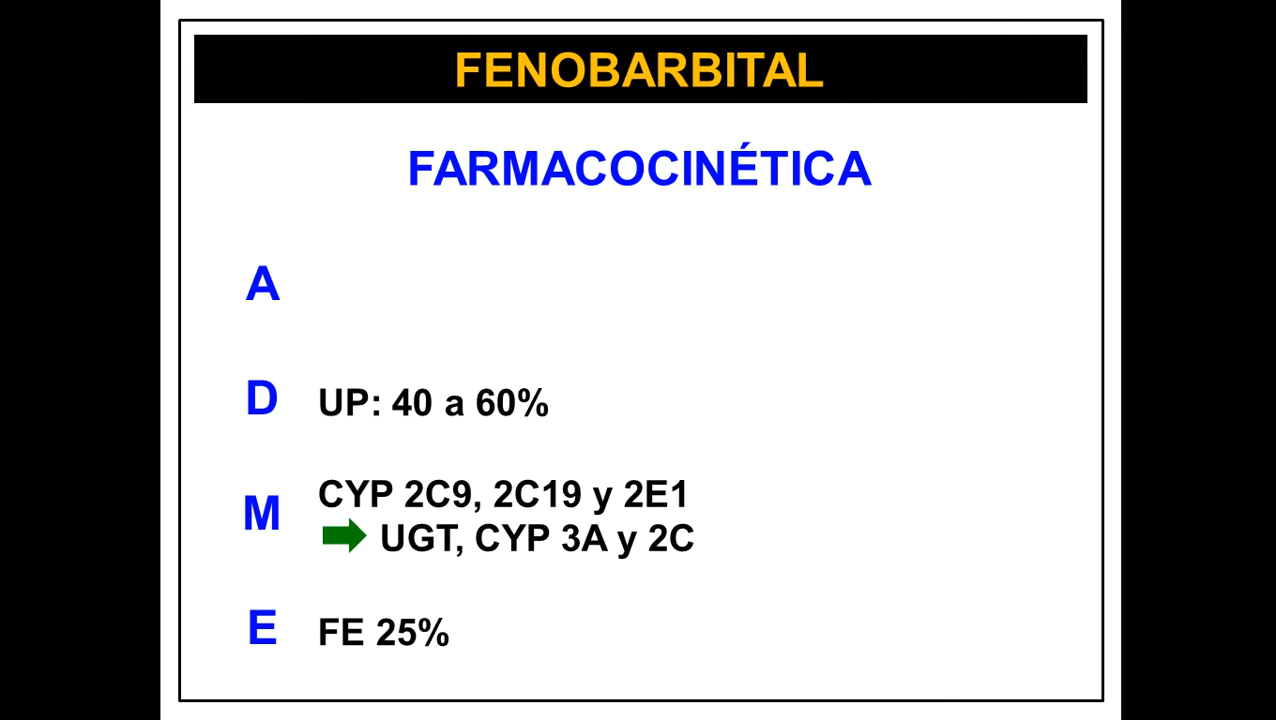 FENOBARBITAL
FARMACOCINÉTICA
A
D UP: 40 a 60%
M CYP 2C9, 2C19 y 2E1
UGT, CYP 3A y 2C
E FE 25%